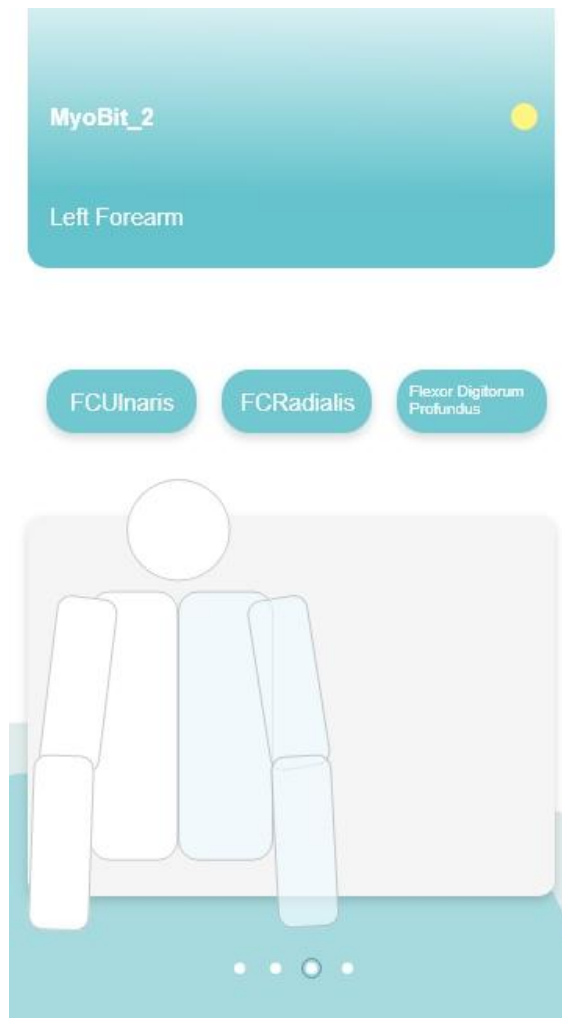 MyoBit_2
Left Forearm
FCUlnaris
FCRadialis
Flexor Digitorum
Profundus